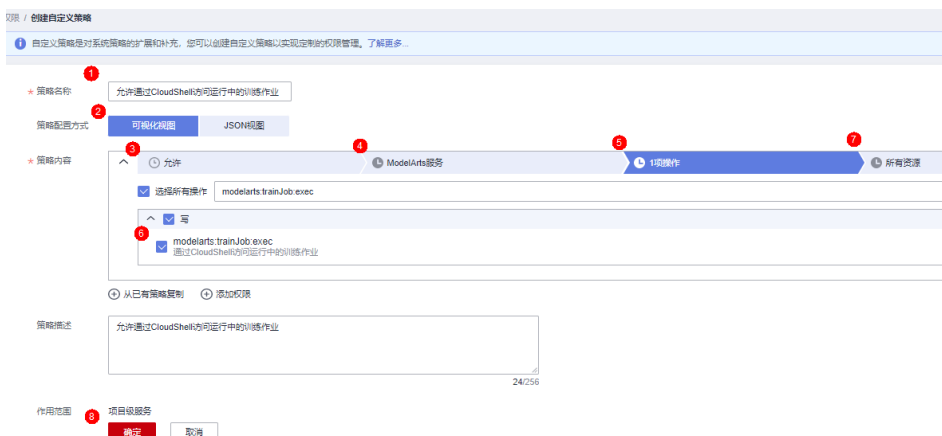 权限 / 创建自定义策略
自定义策略是对系统策略的扩展和补充，您可以创建自定义策略以实现定制的权限管理。了解更多...
1
* 策略名称 允许通过CloudShell访问运行中的训练作业
2
策略配置方式 可视化视图 JSON视图
3 4 5 7
* 策略内容 允许 ModelArts服务 1项操作 所有资源
选择所有操作 modelarts:trainJob:exec
写
6
modelarts:trainJob:exec
通过CloudShell访问运行中的训练作业
从已有策略复制 添加权限
策略描述 允许通过CloudShell访问运行中的训练作业
24/256
作用范围 项目级服务
8
确定 取消